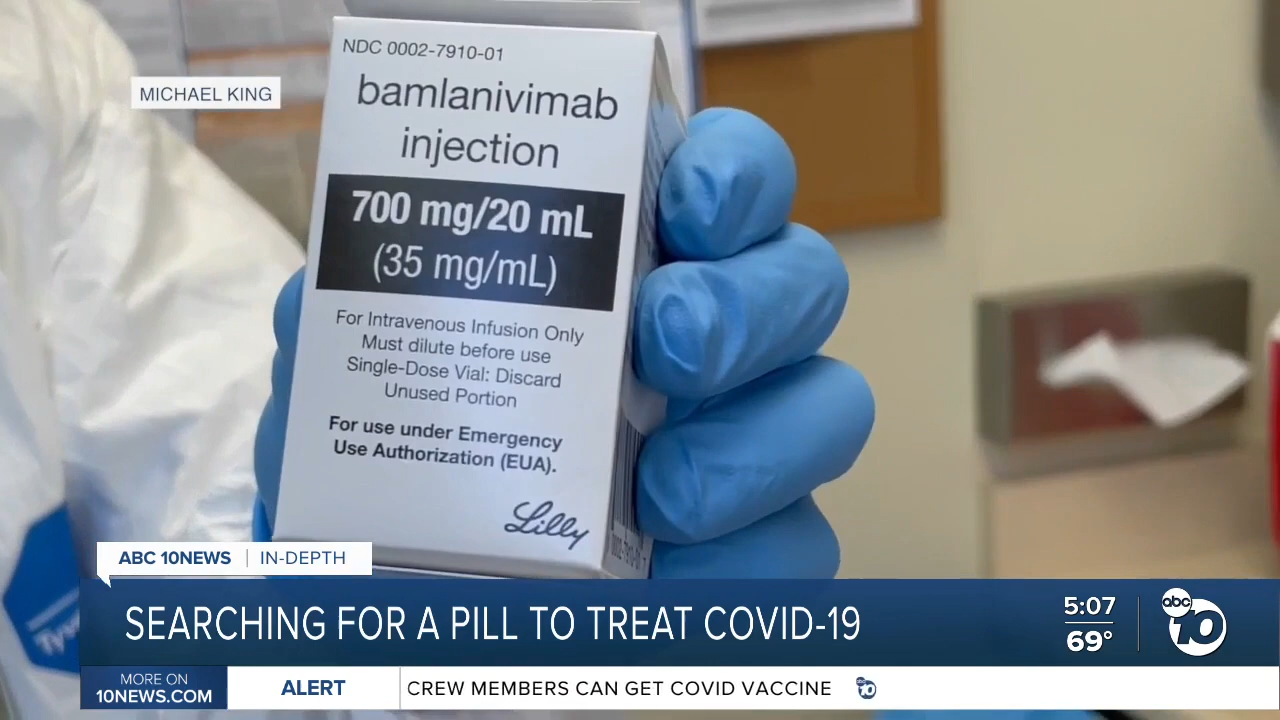 NDC 0002-7910-01
bamlanivimab
injection
700 mg/20 mL
(35 mg/mL)
For Intravenous Infusion Only
Must dilute before use
Single-Dose Vial: Discard
Unused Portion
For use under Emergency
Use Authorization (EUA).
Lilly
MICHAEL KING
ABC 10NEWS | IN-DEPTH
SEARCHING FOR A PILL TO TREAT COVID-19
5:07
69°
abc 10
MORE ON
10NEWS.COM
ALERT
CREW MEMBERS CAN GET COVID VACCINE
abc 10